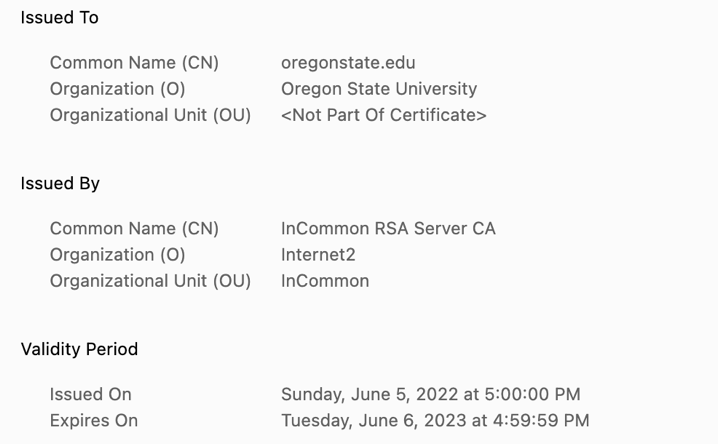 Issued To
Common Name (CN) oregonstate.edu
Organization (O) Oregon State University
Organizational Unit (OU) <Not Part Of Certificate>
Issued By
Common Name (CN) InCommon RSA Server CA
Organization (O) Internet2
Organizational Unit (OU) InCommon
Validity Period
Issued On Sunday, June 5, 2022 at 5:00:00 PM
Expires On Tuesday, June 6, 2023 at 4:59:59 PM